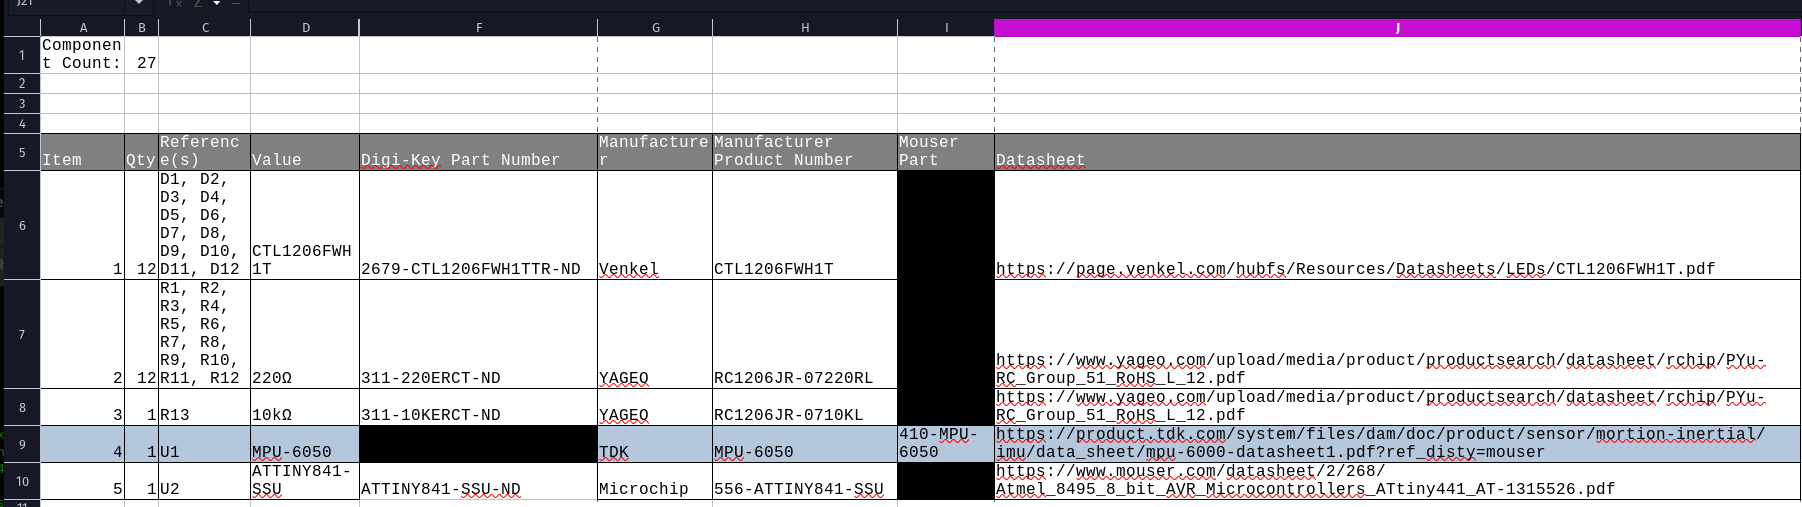 J21
A B C D E F G H I J
1 Componen
t Count: 27
2
3
4
5 Item Qty Referenc
e(s) Value Digi-Key Part Number Manufacture
r Manufacturer
Product Number Mouser
Part Datasheet
6 1 12 D1, D2,
D3, D4,
D5, D6,
D7, D8,
D9, D10,
D11, D12 CTL1206FWH
1T 2679-CTL1206FWH1TTR-ND Venkel CTL1206FWH1T https://page.venkel.com/hubfs/Resources/Datasheets/LEDs/CTL1206FWH1T.pdf
7 2 12 R1, R2,
R3, R4,
R5, R6,
R7, R8,
R9, R10,
R11, R12 220Ω 311-220ERCT-ND YAGEO RC1206JR-07220RL https://www.yageo.com/upload/media/product/productsearch/datasheet/rchip/PYu-
RC_Group_51_RoHS_L_12.pdf
8 3 1 R13 10kΩ 311-10KERCT-ND YAGEO RC1206JR-0710KL https://www.yageo.com/upload/media/product/productsearch/datasheet/rchip/PYu-
RC_Group_51_RoHS_L_12.pdf
9 4 1 U1 MPU-6050 TDK MPU-6050 410-MPU-
6050 https://product.tdk.com/system/files/dam/doc/product/sensor/mortion-inertial/
imu/data_sheet/mpu-6000-datasheet1.pdf?ref_disty=mouser
10 5 1 U2 ATTINY841-
SSU ATTINY841-SSU-ND Microchip 556-ATTINY841-SSU https://www.mouser.com/datasheet/2/268/
Atmel_8495_8_bit_AVR_Microcontrollers_ATtiny441_AT-1315526.pdf
11